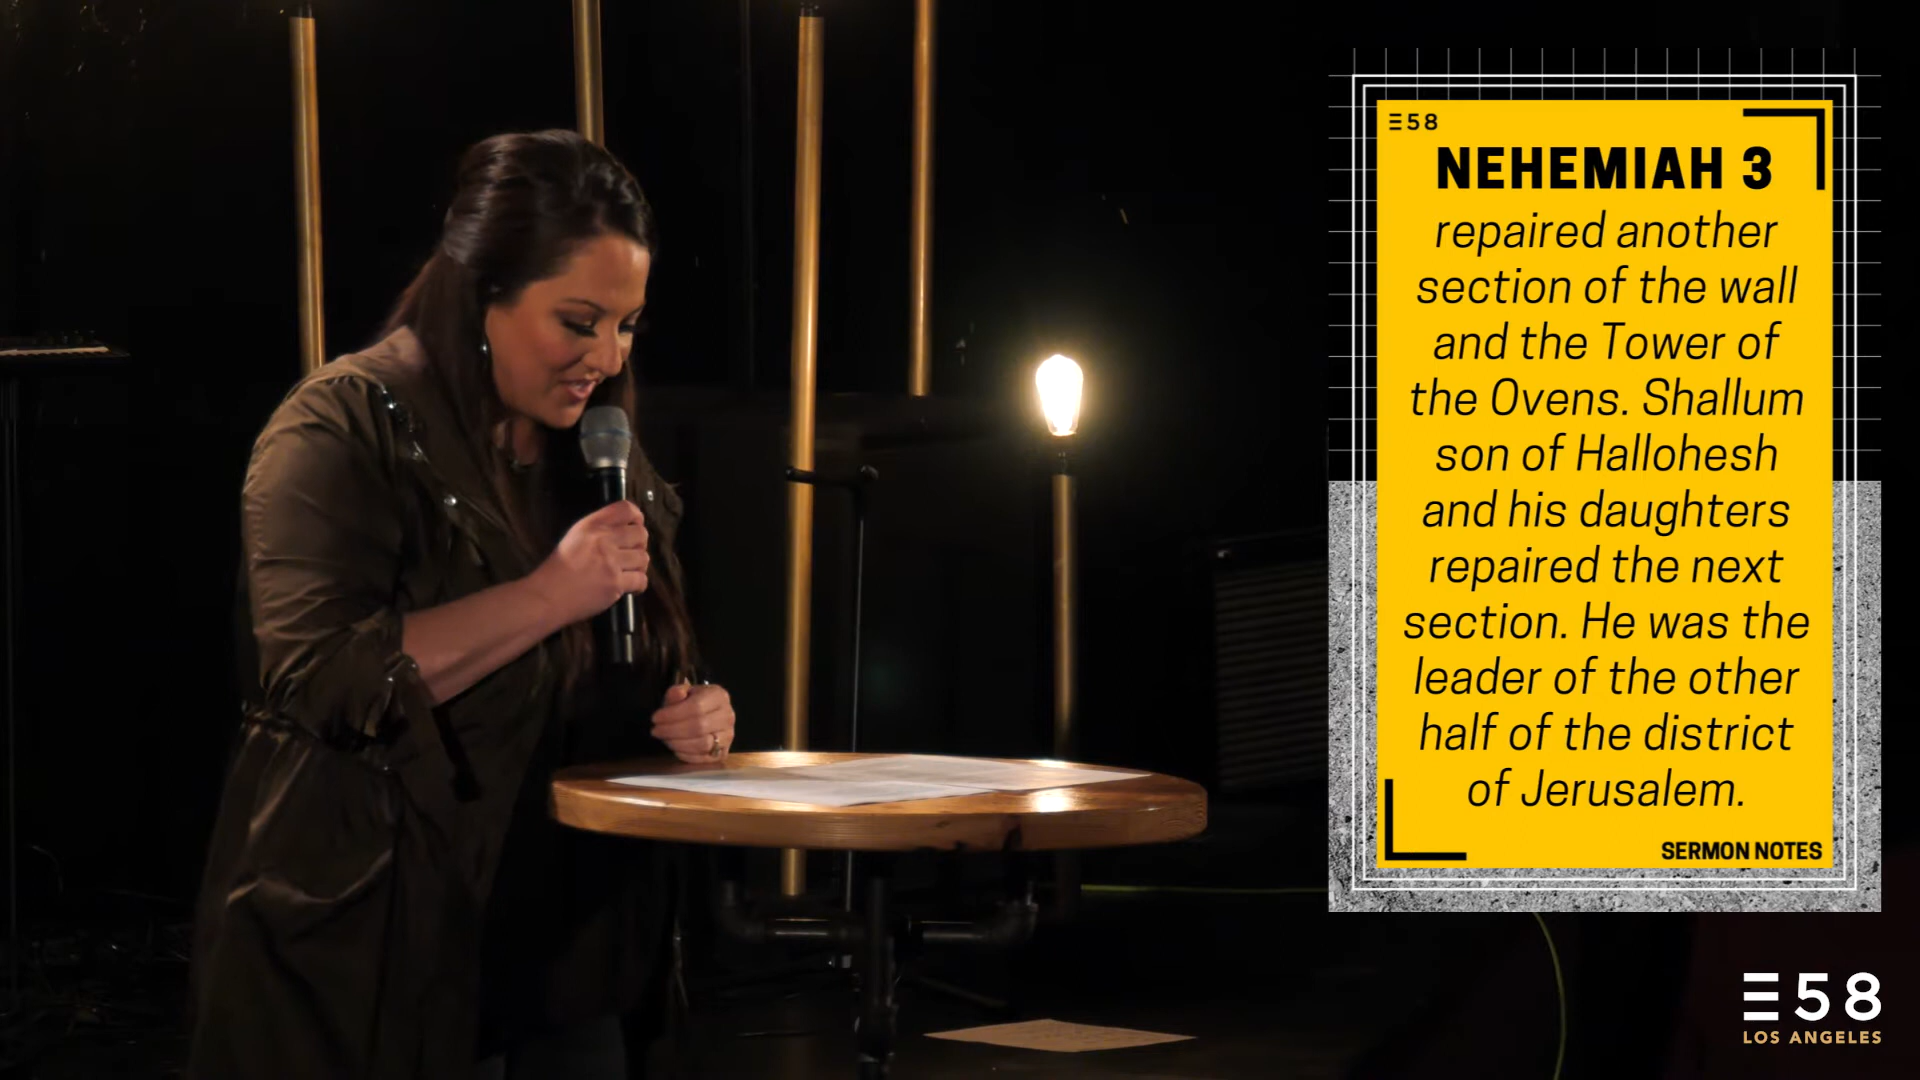 Ξ58
NEHEMIAH 3
repaired another
section of the wall
and the Tower of
the Ovens. Shallum
son of Hallohesh
and his daughters
repaired the next
section. He was the
leader of the other
half of the district
of Jerusalem.
SERMON NOTES
Ξ58
LOS ANGELES